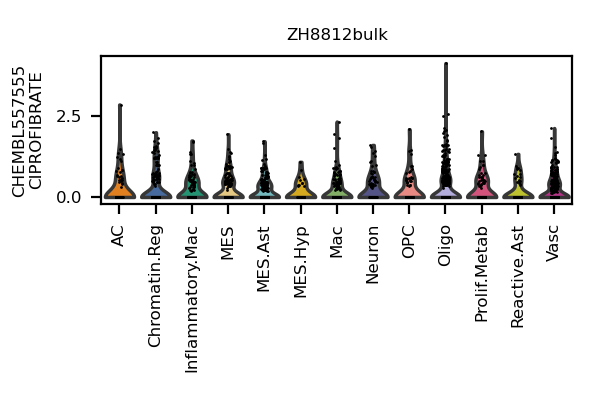 ZH8812bulk
CHEMBL557555
CIPROFIBRATE
2.5
0.0
AC
Chromatin.Reg
Inflammatory.Mac
MES
MES.Ast
MES.Hyp
Mac
Neuron
OPC
Oligo
Prolif.Metab
Reactive.Ast
Vasc